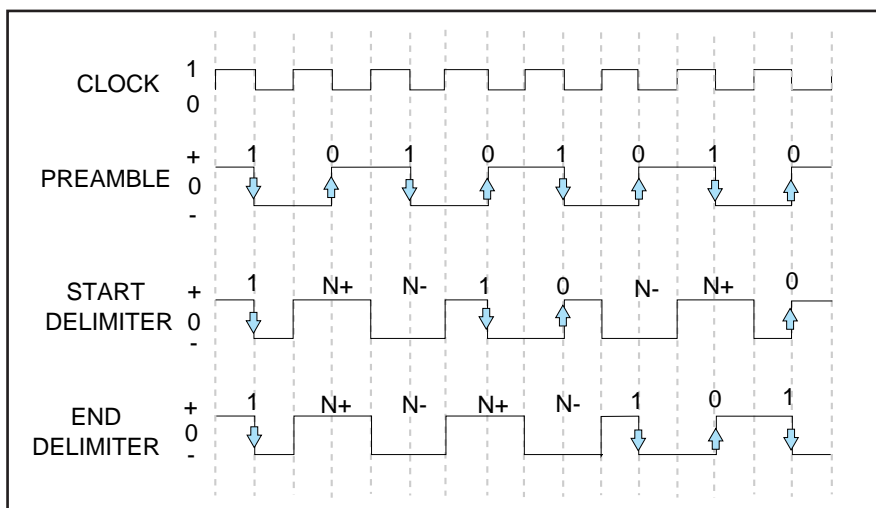 CLOCK
1
0
PREAMBLE
+
0
-
1 0 1 0 1 0 1 0
START
DELIMITER
+
0
-
1 N+ N- 1 0 N- N+ 0
END
DELIMITER
+
0
-
1 N+ N- N+ N- 1 0 1